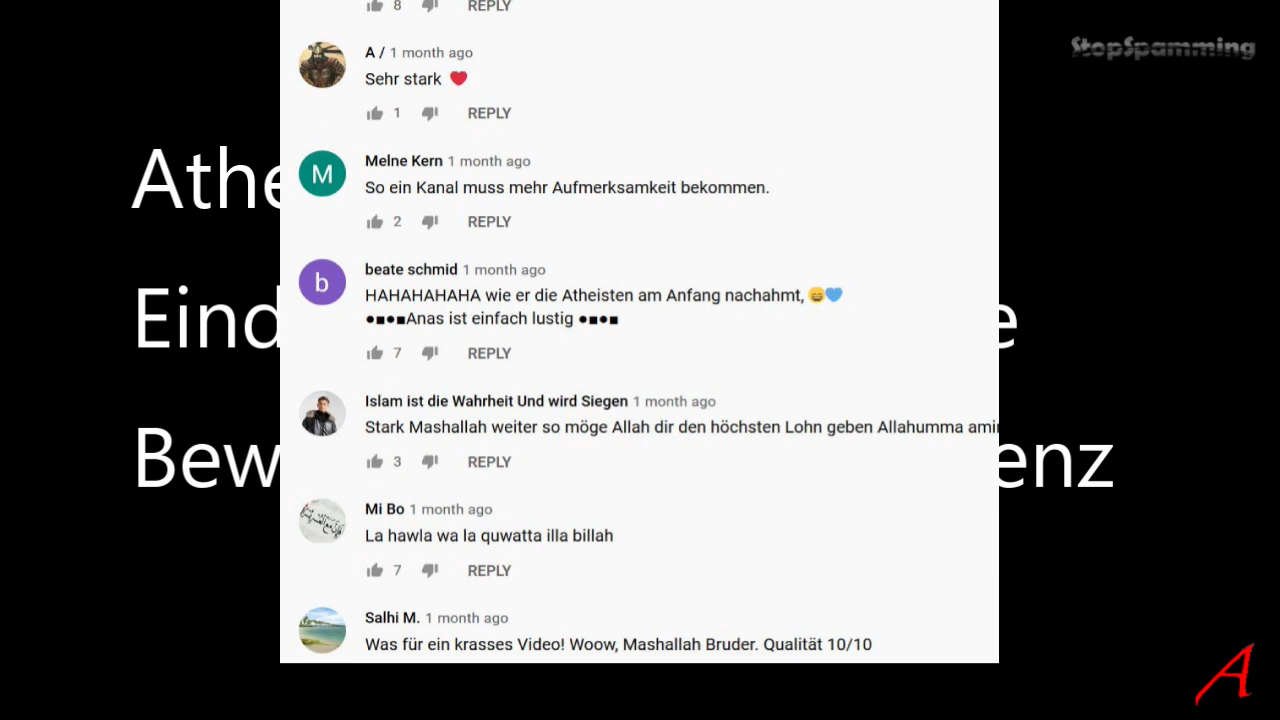 8 REPLY
StopSpamming
A / 1 month ago
Sehr stark ❤
1 REPLY
Athe
M
Melne Kern 1 month ago
So ein Kanal muss mehr Aufmerksamkeit bekommen.
2 REPLY
b
beate schmid 1 month ago
HAHAHAHAHA wie er die Atheisten am Anfang nachahmt, 😄💙
●■●■Anas ist einfach lustig ●■●■
Eind e
7 REPLY
Islam ist die Wahrheit Und wird Siegen 1 month ago
Stark Mashallah weiter so möge Allah dir den höchsten Lohn geben Allahumma amin
Bew enz
3 REPLY
Mi Bo 1 month ago
La hawla wa la quwatta illa billah
7 REPLY
Salhi M. 1 month ago
Was für ein krasses Video! Woow, Mashallah Bruder. Qualität 10/10
A